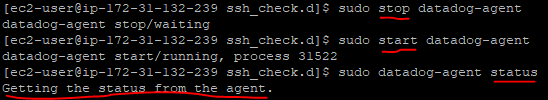 [ec2-user@ip-172-31-132-239 ssh_check.d]$ sudo stop datadog-agent
datadog-agent stop/waiting
[ec2-user@ip-172-31-132-239 ssh_check.d]$ sudo start datadog-agent
datadog-agent start/running, process 31522
[ec2-user@ip-172-31-132-239 ssh_check.d]$ sudo datadog-agent status
Getting the status from the agent.